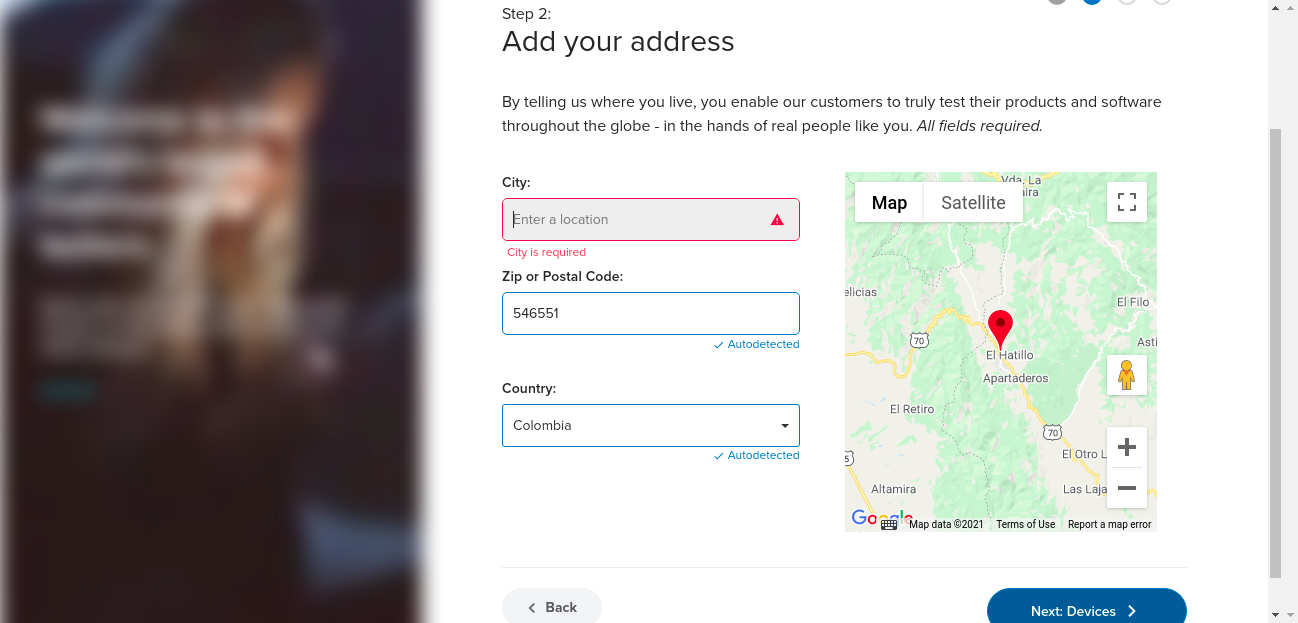 Step 2:
Add your address
By telling us where you live, you enable our customers to truly test their products and software
throughout the globe - in the hands of real people like you. All fields required.
City:
Enter a location
City is required
Zip or Postal Code:
546551
Autodetected
Country:
Colombia
Autodetected
Map Satellite
Vda. La
aira
elicias
El Filo
70
Asti
El Hatillo
Apartaderos
El Retiro
70
El Otro L
5
Altamira
Las Laja
Google
Map data ©2021 Terms of Use Report a map error
Back
Next: Devices